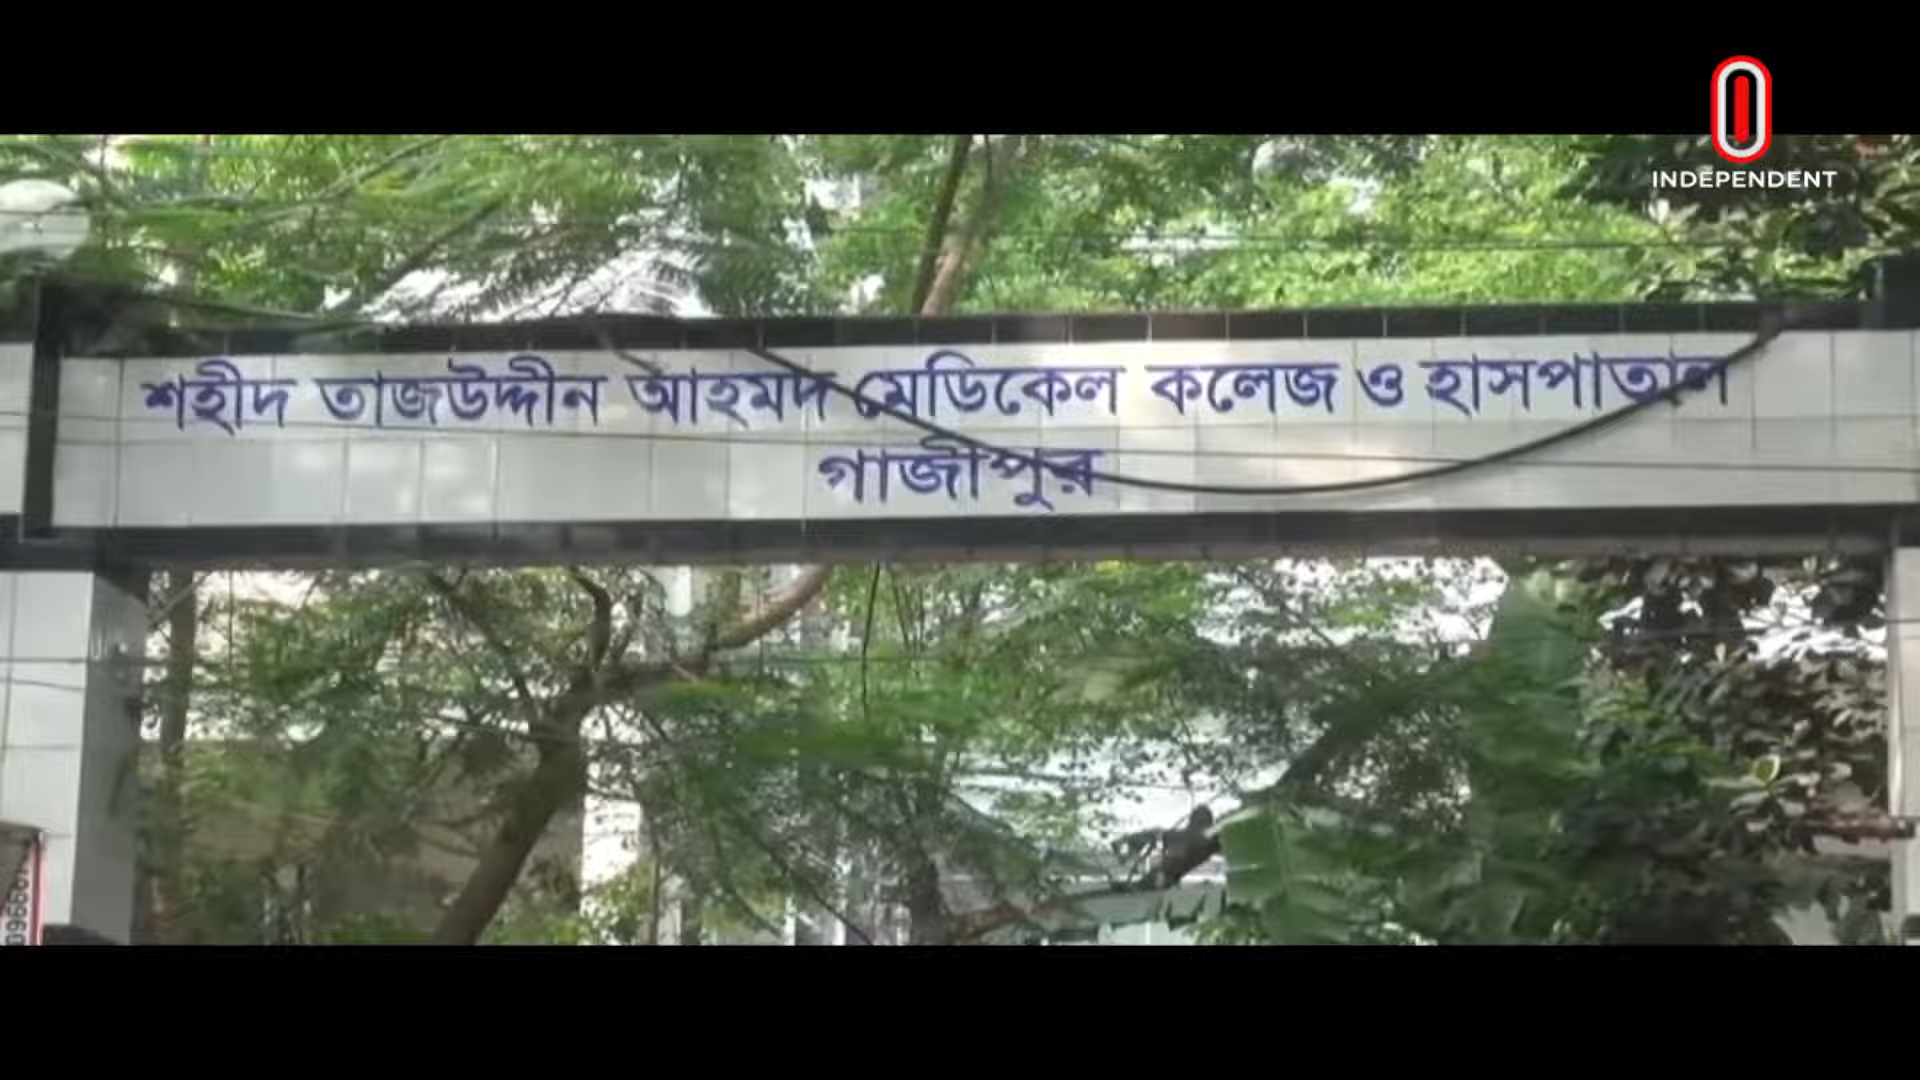 INDEPENDENT
শহীদ তাজউদ্দীন আহমদ মেডিকেল কলেজ ও হাসপাতাল
গাজীপুর